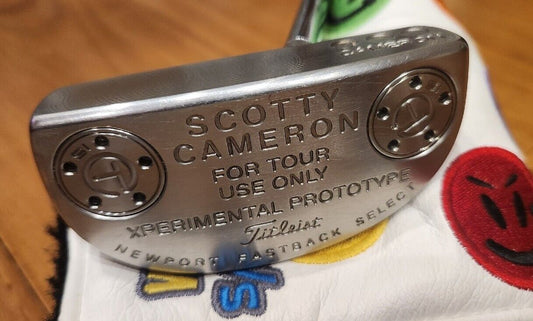 SCOTTY
CAMERON
FOR TOUR
USE ONLY
XPERIMENTAL PROTOTYPE
Titleist
NEWPORT FASTBACK SELECT